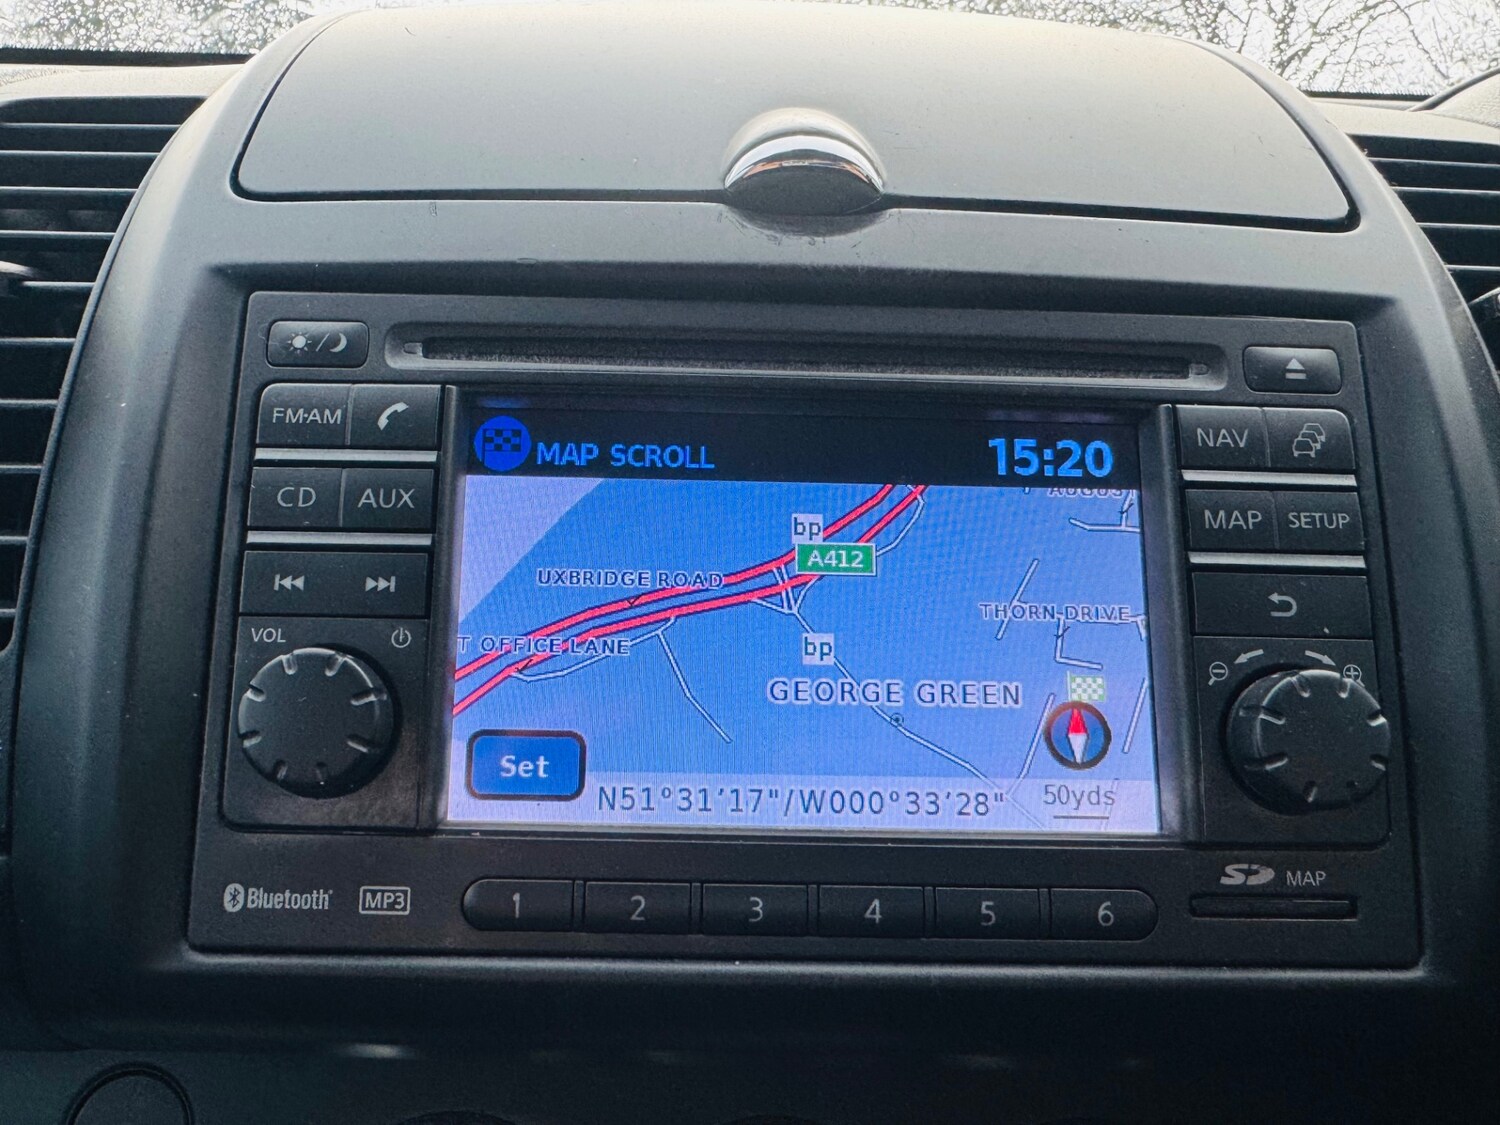 FM·AM
CD
AUX
VOL
NAV
MAP
SETUP
MAP SCROLL
15:20
bp
A412
UXBRIDGE ROAD
THORN DRIVE
T OFFICE LANE
bp
GEORGE GREEN
Set
N51°31'17"/W000°33'28"
50yds
Bluetooth
MP3
1
2
3
4
5
6
SD MAP